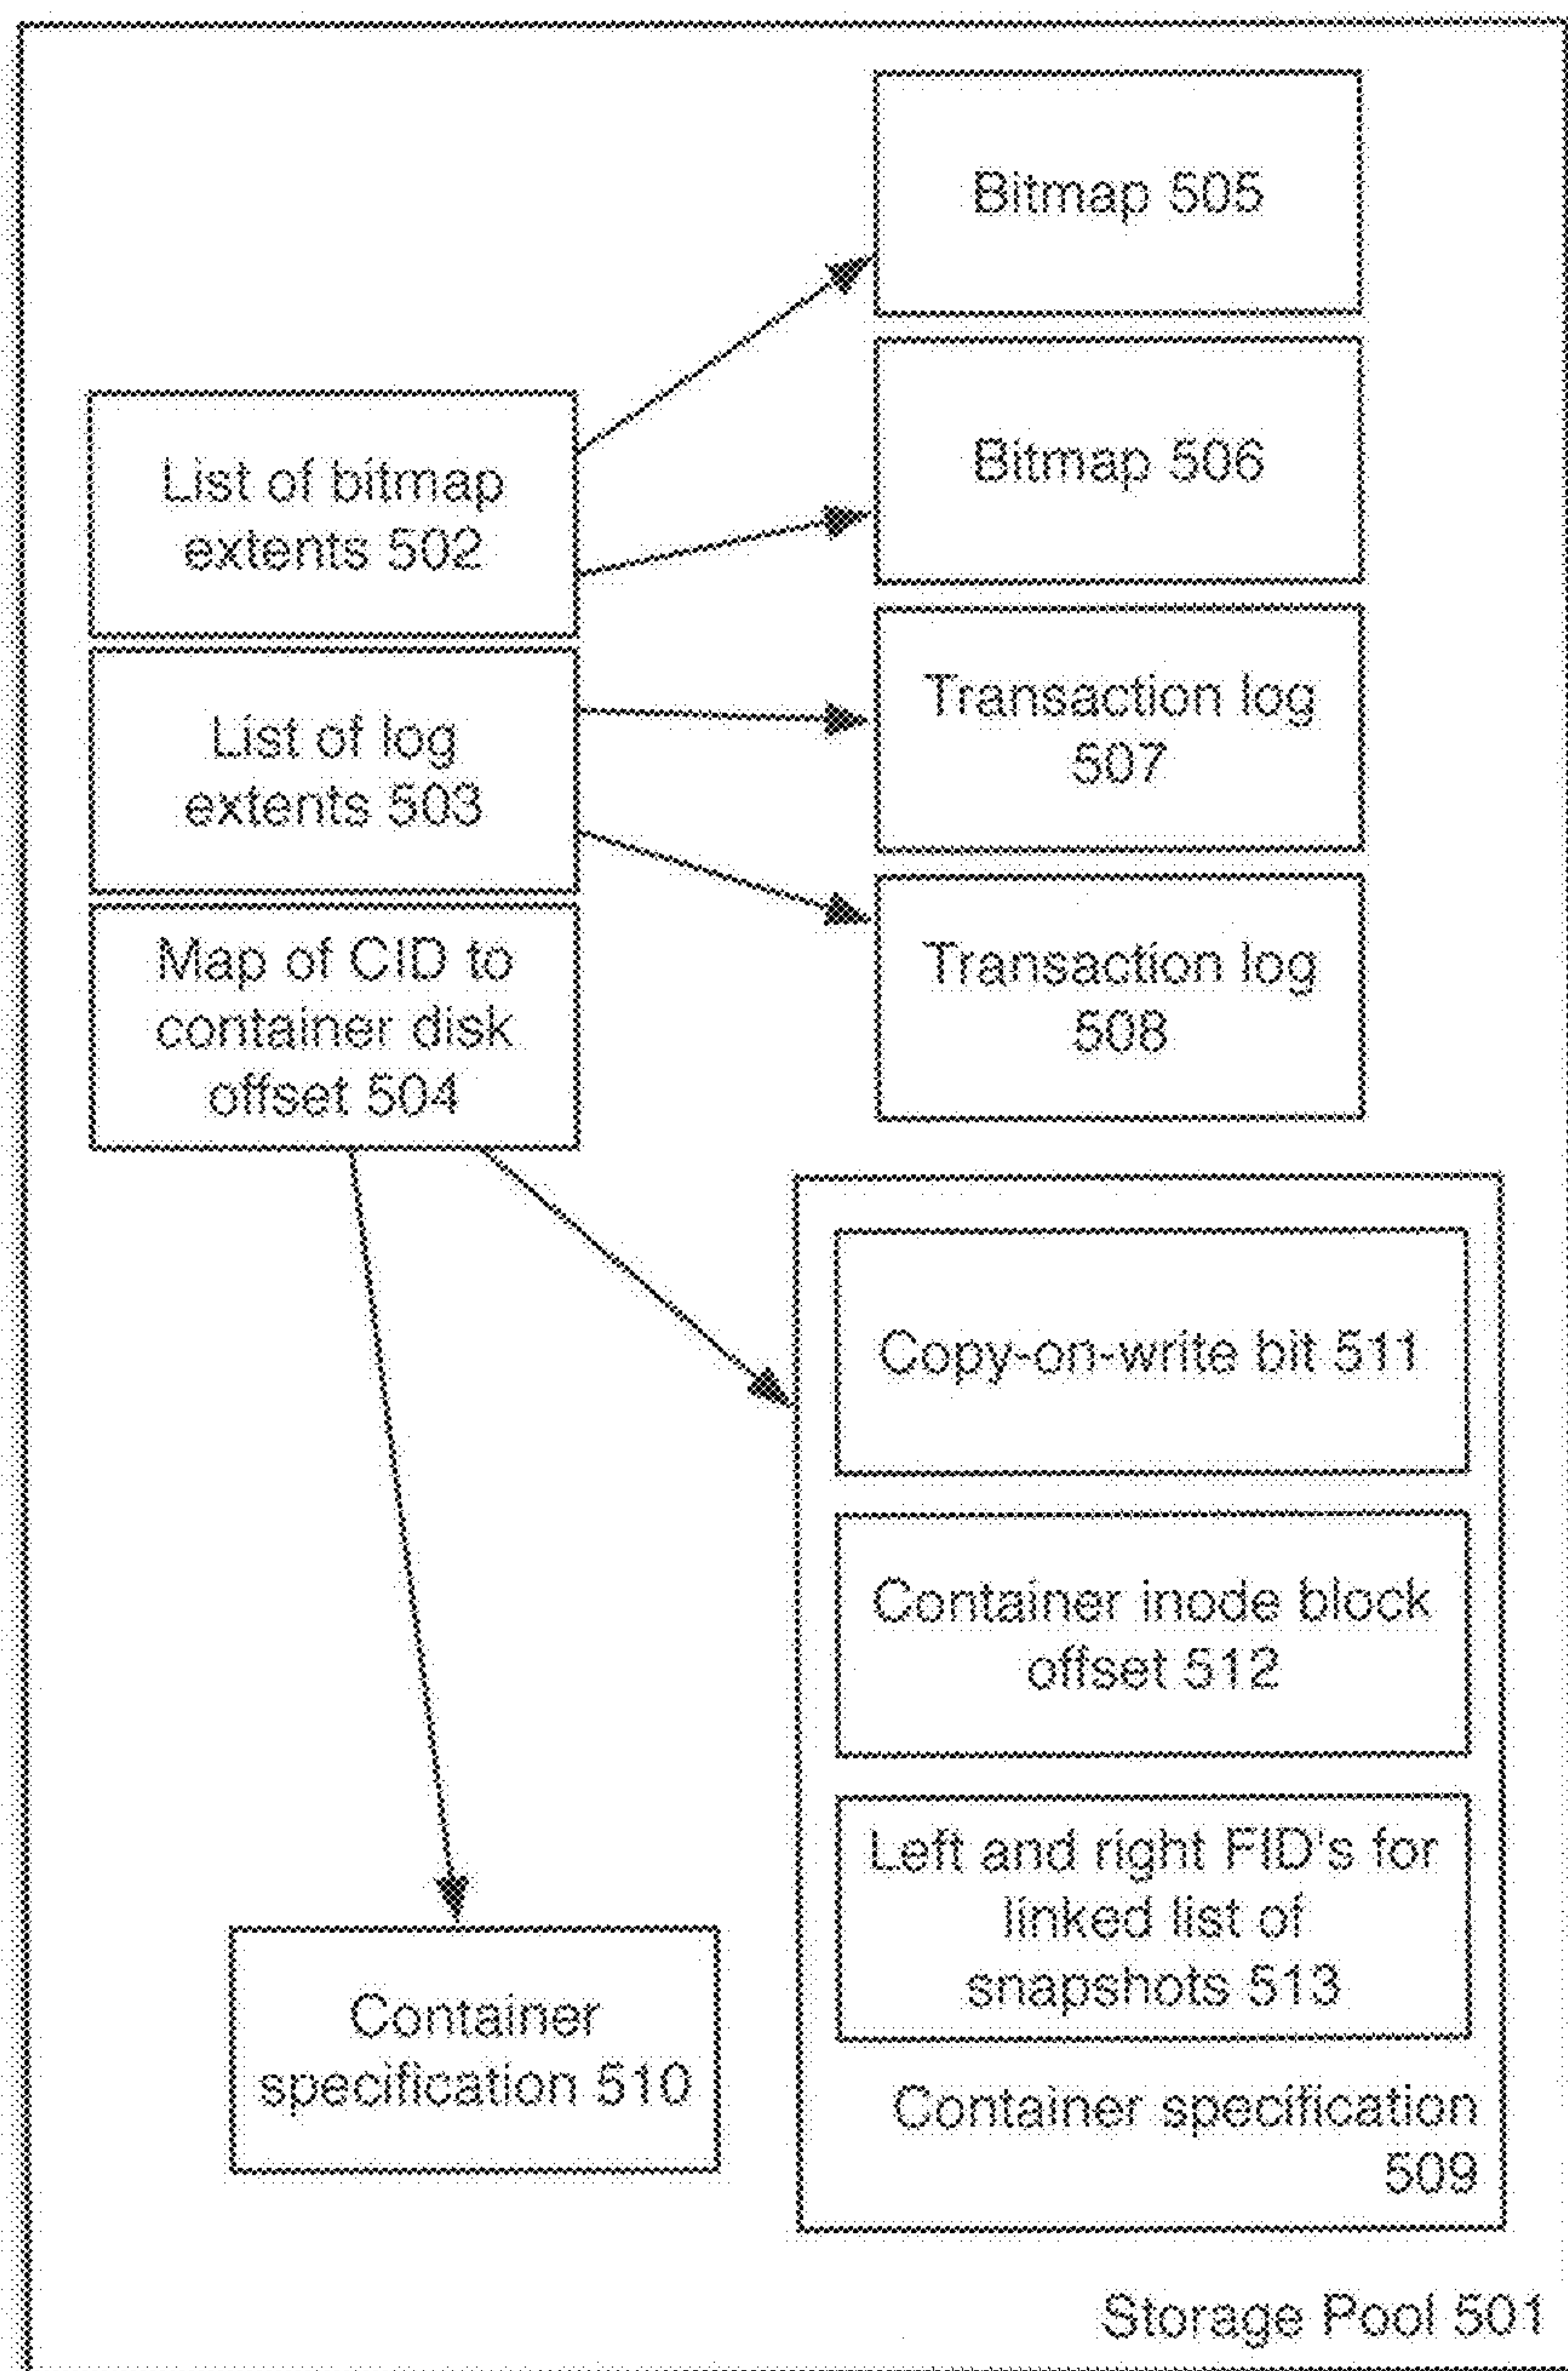 Bitmap 505
Bitmap 506
List of bitmap
extents 502
List of log
extents 503
Map of CID to
container disk
offset 504
Transaction log
507
Transaction log
508
Copy-on-write bit 511
Container inode block
offset 512
Left and right FID's for
linked list of
snapshots 513
Container specification
509
Container
specification 510
Storage Pool 501